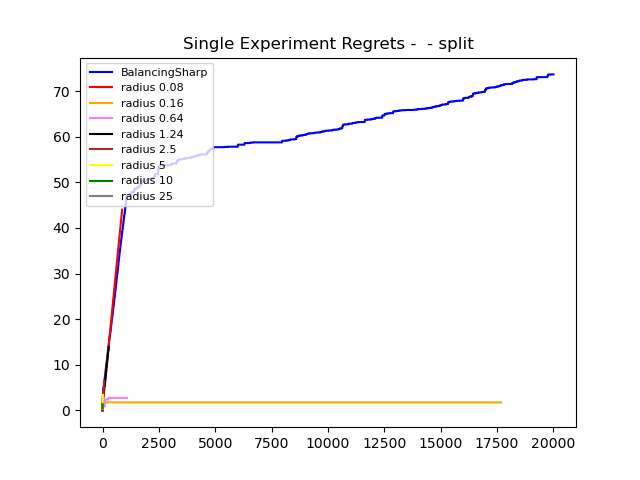 Single Experiment Regrets -  - split
BalancingSharp
radius 0.08
radius 0.16
radius 0.64
radius 1.24
radius 2.5
radius 5
radius 10
radius 25
70
60
50
40
30
20
10
0
0 2500 5000 7500 10000 12500 15000 17500 20000